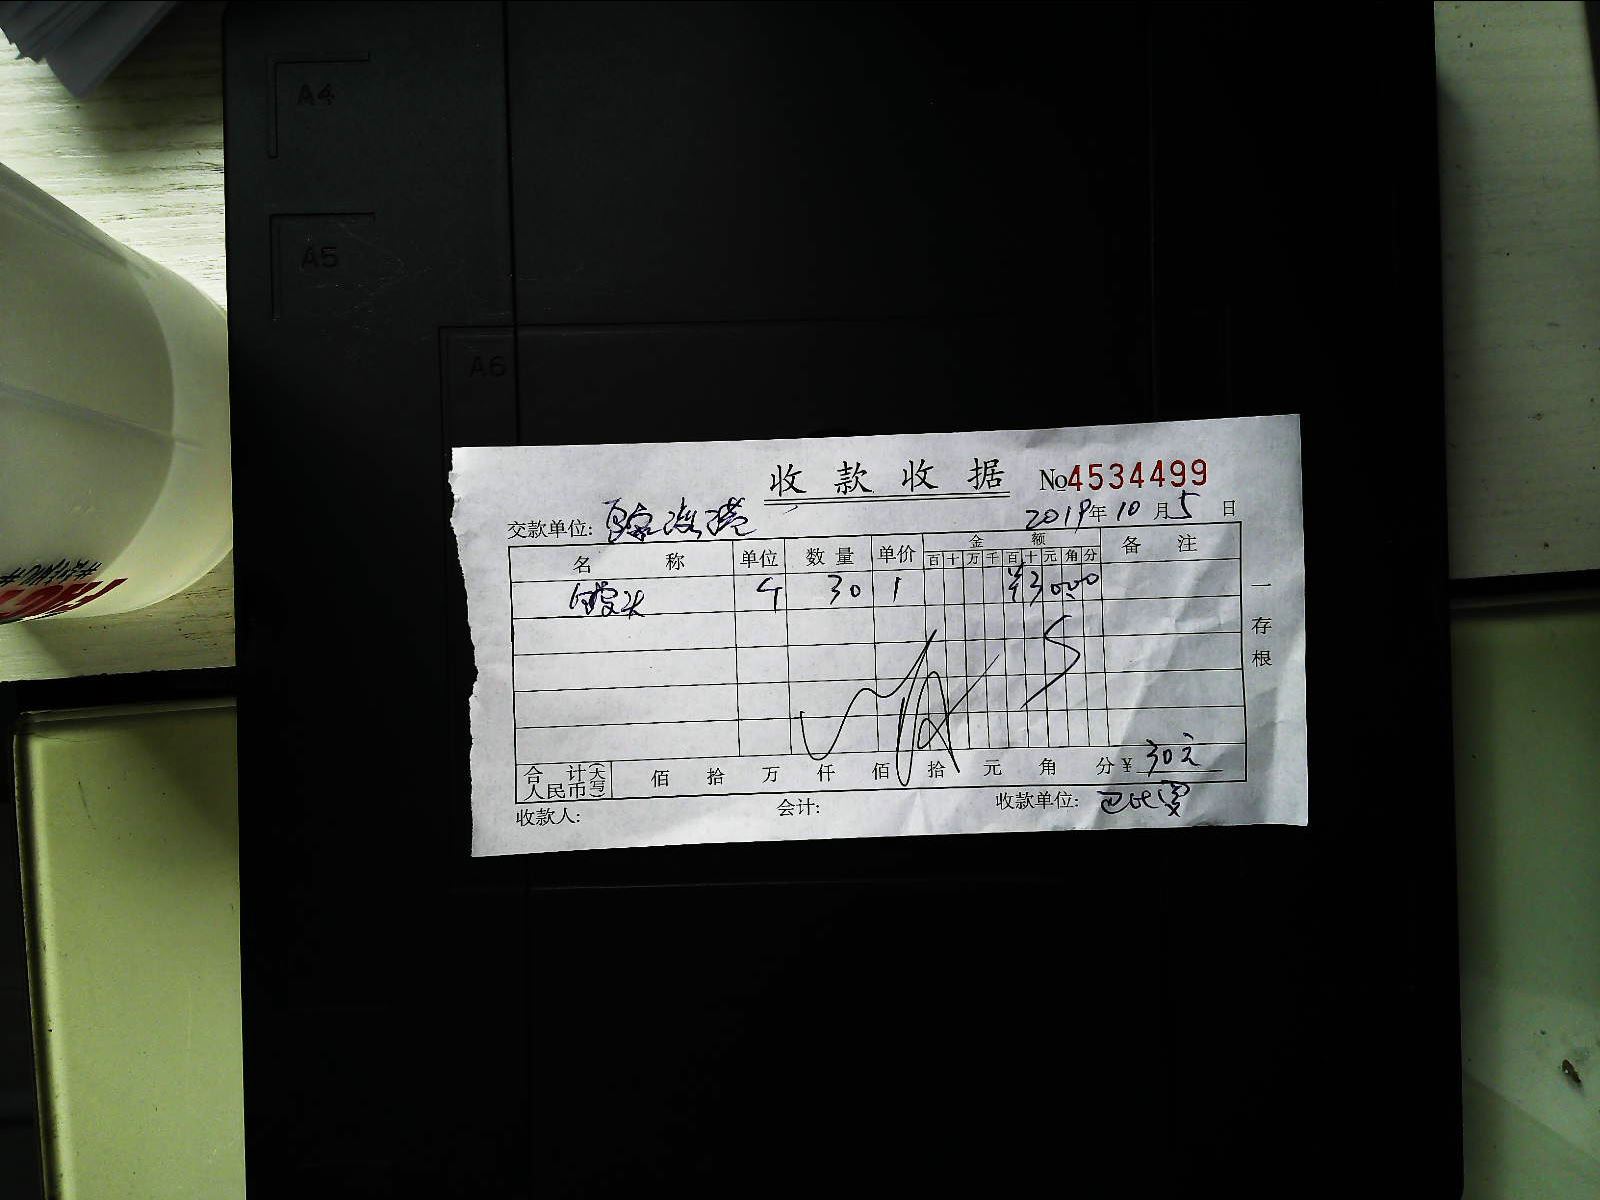 A4
A5
A6
收款收据 №4534499
交款单位: 2019年10月5日
名称 单位 数量 单价 金额 备注
百十万千百十元角分
馒头 个 30 1 ¥3000
一存根
合计人民币(大写) 佰 拾 万 仟 佰 拾 元 角 分 ¥30元
收款人: 会计: 收款单位: